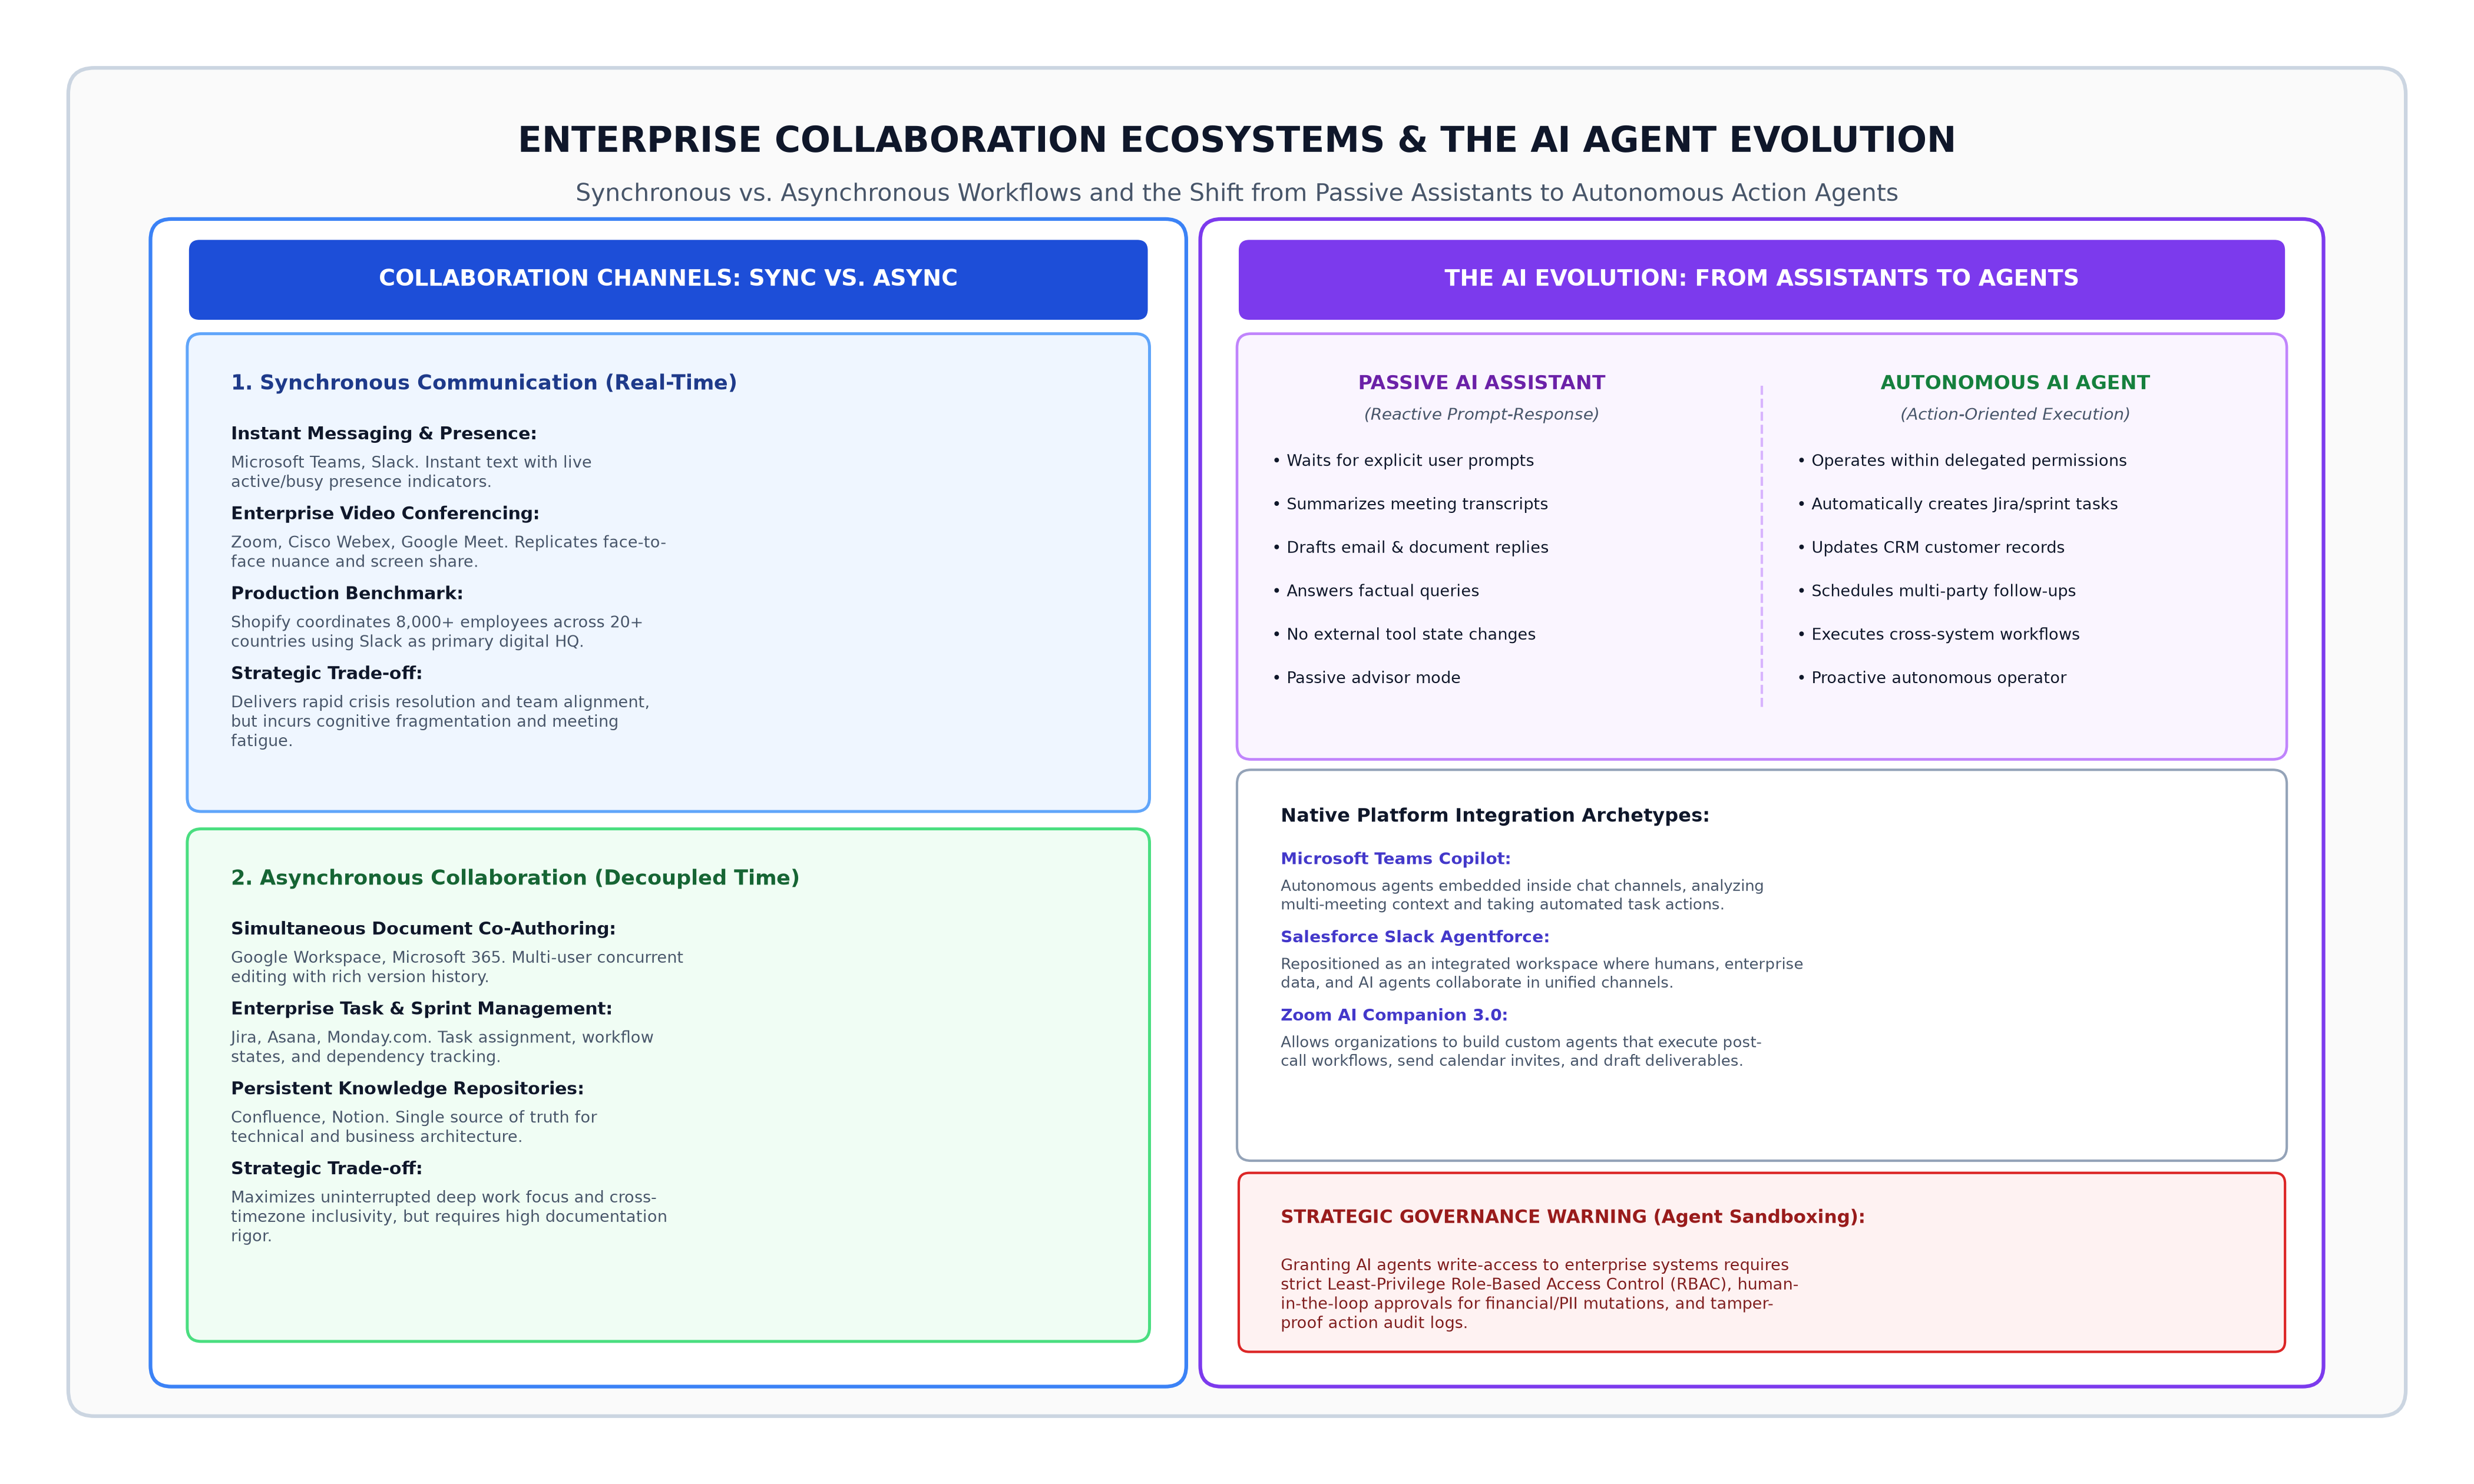 ENTERPRISE COLLABORATION ECOSYSTEMS & THE AI AGENT EVOLUTION
Synchronous vs. Asynchronous Workflows and the Shift from Passive Assistants to Autonomous Action Agents
COLLABORATION CHANNELS: SYNC VS. ASYNC
1. Synchronous Communication (Real-Time)
Instant Messaging & Presence:
Microsoft Teams, Slack. Instant text with live
active/busy presence indicators.
Enterprise Video Conferencing:
Zoom, Cisco Webex, Google Meet. Replicates face-to-
face nuance and screen share.
Production Benchmark:
Shopify coordinates 8,000+ employees across 20+
countries using Slack as primary digital HQ.
Strategic Trade-off:
Delivers rapid crisis resolution and team alignment,
but incurs cognitive fragmentation and meeting
fatigue.
2. Asynchronous Collaboration (Decoupled Time)
Simultaneous Document Co-Authoring:
Google Workspace, Microsoft 365. Multi-user concurrent
editing with rich version history.
Enterprise Task & Sprint Management:
Jira, Asana, Monday.com. Task assignment, workflow
states, and dependency tracking.
Persistent Knowledge Repositories:
Confluence, Notion. Single source of truth for
technical and business architecture.
Strategic Trade-off:
Maximizes uninterrupted deep work focus and cross-
timezone inclusivity, but requires high documentation
rigor.
THE AI EVOLUTION: FROM ASSISTANTS TO AGENTS
PASSIVE AI ASSISTANT
(Reactive Prompt-Response)
• Waits for explicit user prompts
• Summarizes meeting transcripts
• Drafts email & document replies
• Answers factual queries
• No external tool state changes
• Passive advisor mode
AUTONOMOUS AI AGENT
(Action-Oriented Execution)
• Operates within delegated permissions
• Automatically creates Jira/sprint tasks
• Updates CRM customer records
• Schedules multi-party follow-ups
• Executes cross-system workflows
• Proactive autonomous operator
Native Platform Integration Archetypes:
Microsoft Teams Copilot:
Autonomous agents embedded inside chat channels, analyzing
multi-meeting context and taking automated task actions.
Salesforce Slack Agentforce:
Repositioned as an integrated workspace where humans, enterprise
data, and AI agents collaborate in unified channels.
Zoom AI Companion 3.0:
Allows organizations to build custom agents that execute post-
call workflows, send calendar invites, and draft deliverables.
STRATEGIC GOVERNANCE WARNING (Agent Sandboxing):
Granting AI agents write-access to enterprise systems requires
strict Least-Privilege Role-Based Access Control (RBAC), human-
in-the-loop approvals for financial/PII mutations, and tamper-
proof action audit logs.